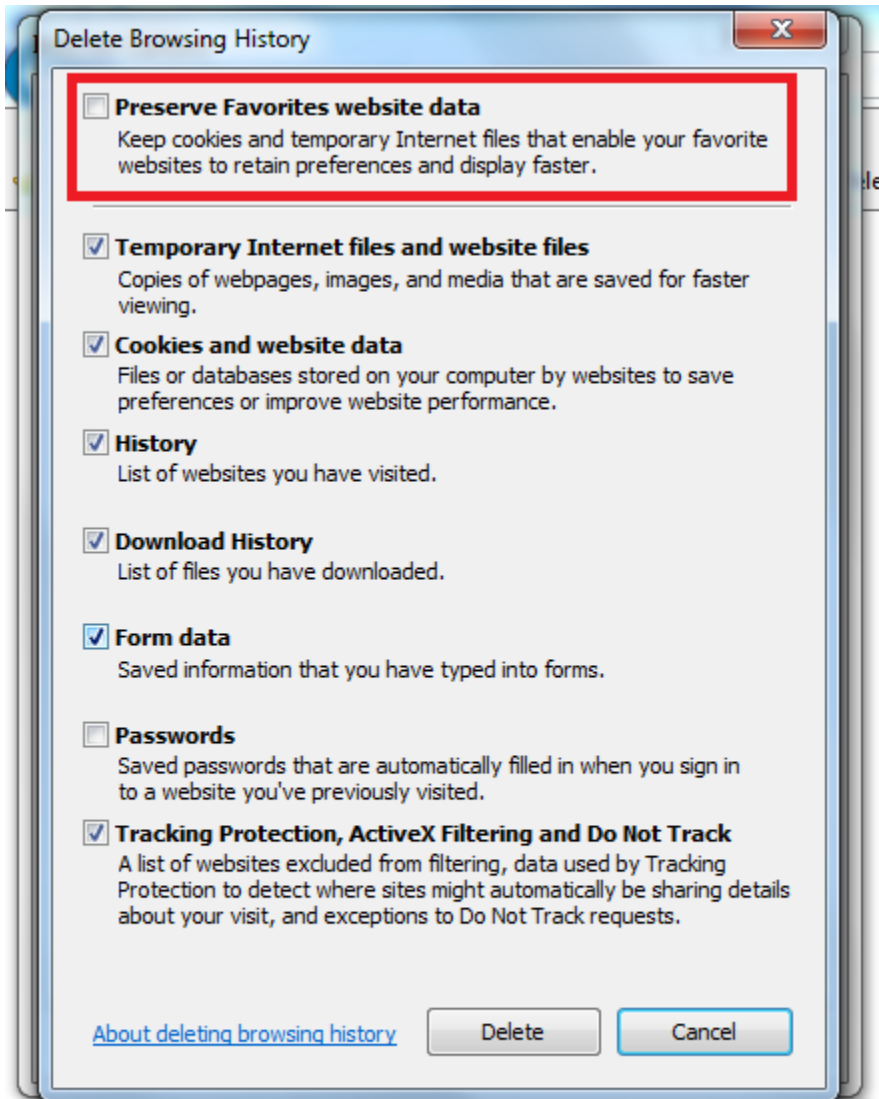 Delete Browsing History
Preserve Favorites website data
Keep cookies and temporary Internet files that enable your favorite
websites to retain preferences and display faster.
Temporary Internet files and website files
Copies of webpages, images, and media that are saved for faster
viewing.
Cookies and website data
Files or databases stored on your computer by websites to save
preferences or improve website performance.
History
List of websites you have visited.
Download History
List of files you have downloaded.
Form data
Saved information that you have typed into forms.
Passwords
Saved passwords that are automatically filled in when you sign in
to a website you've previously visited.
Tracking Protection, ActiveX Filtering and Do Not Track
A list of websites excluded from filtering, data used by Tracking
Protection to detect where sites might automatically be sharing details
about your visit, and exceptions to Do Not Track requests.
About deleting browsing history
Delete
Cancel